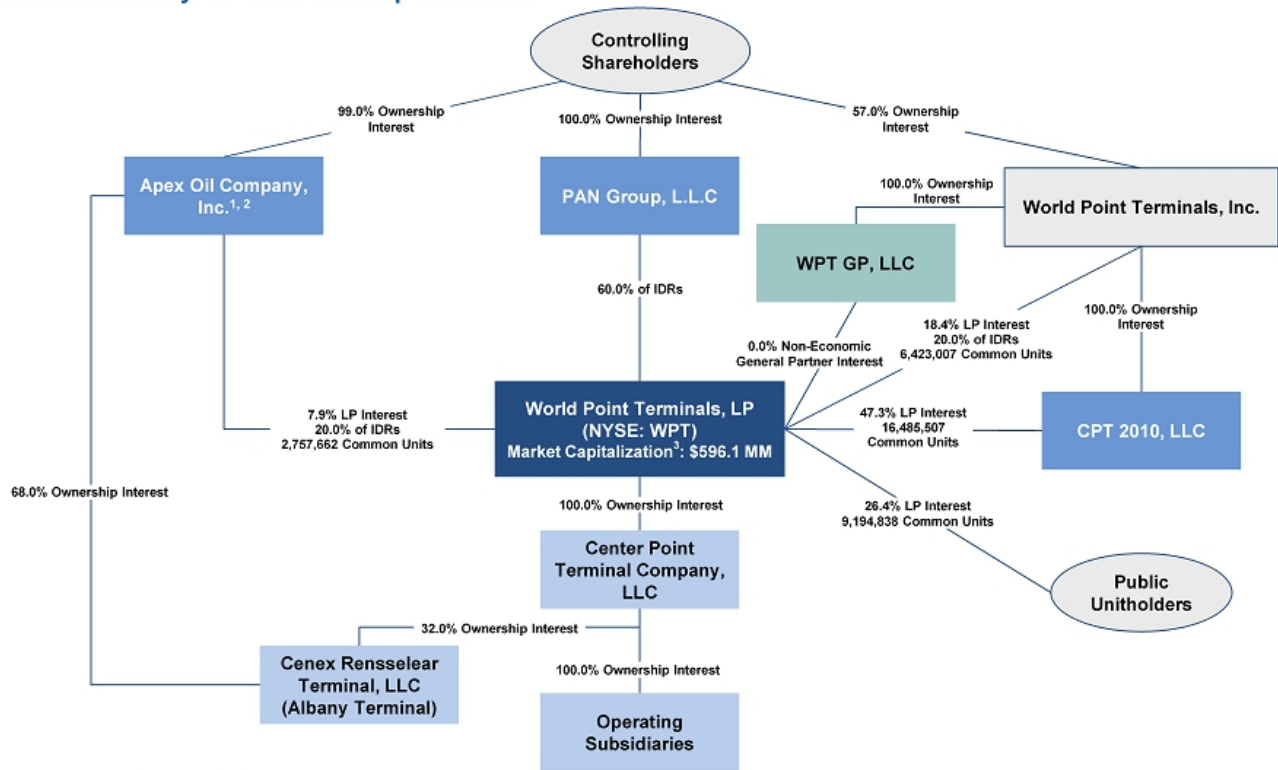 Controlling
Shareholders
99.0% Ownership
Interest
100.0% Ownership Interest
57.0% Ownership
Interest
Apex Oil Company,
Inc.1, 2
PAN Group, L.L.C
100.0% Ownership
Interest
World Point Terminals, Inc.
WPT GP, LLC
60.0% of IDRs
18.4% LP Interest
20.0% of IDRs
6,423,007 Common Units
100.0% Ownership
Interest
0.0% Non-Economic
General Partner Interest
7.9% LP Interest
20.0% of IDRs
2,757,662 Common Units
World Point Terminals, LP
(NYSE: WPT)
Market Capitalization3: $596.1 MM
47.3% LP Interest
16,485,507
Common Units
CPT 2010, LLC
68.0% Ownership Interest
100.0% Ownership Interest
26.4% LP Interest
9,194,838 Common Units
Center Point
Terminal Company,
LLC
Public
Unitholders
32.0% Ownership Interest
Cenex Rensselear
Terminal, LLC
(Albany Terminal)
100.0% Ownership Interest
Operating
Subsidiaries